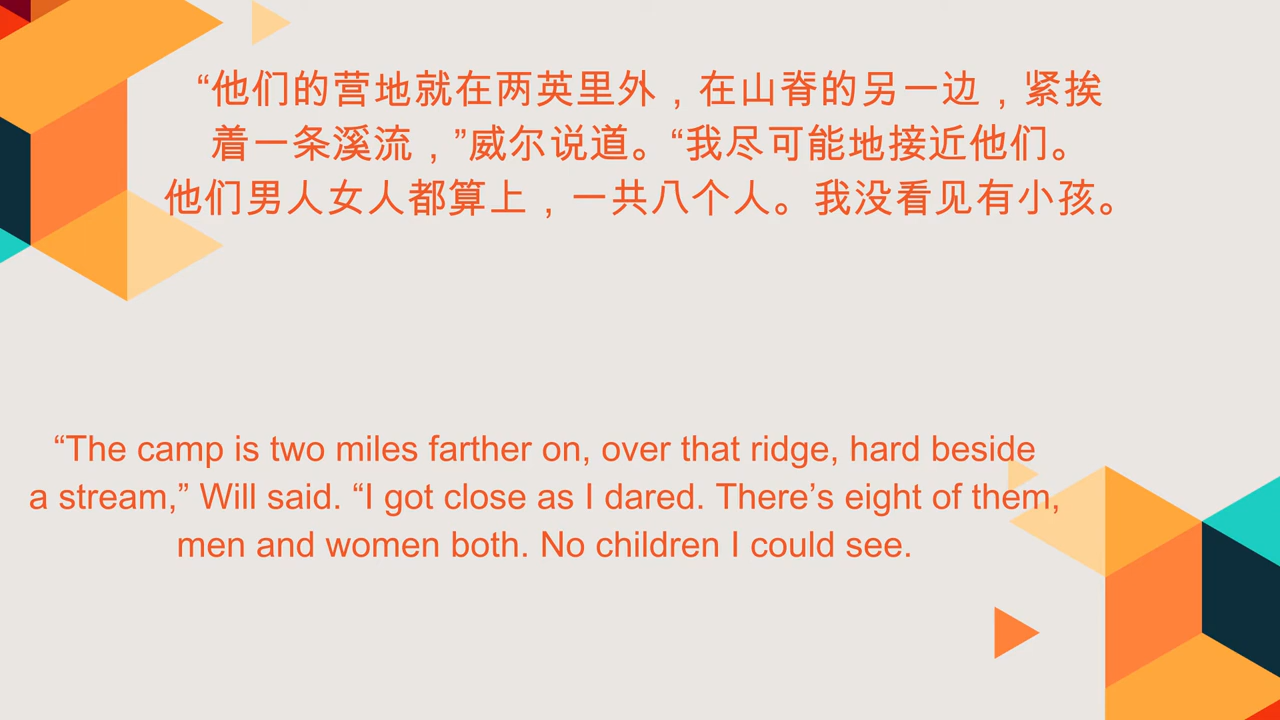 “他们的营地就在两英里外，在山脊的另一边，紧挨
着一条溪流，”威尔说道。“我尽可能地接近他们。
他们男人女人都算上，一共八个人。我没看见有小孩。
“The camp is two miles farther on, over that ridge, hard beside
a stream,” Will said. “I got close as I dared. There’s eight of them,
men and women both. No children I could see.